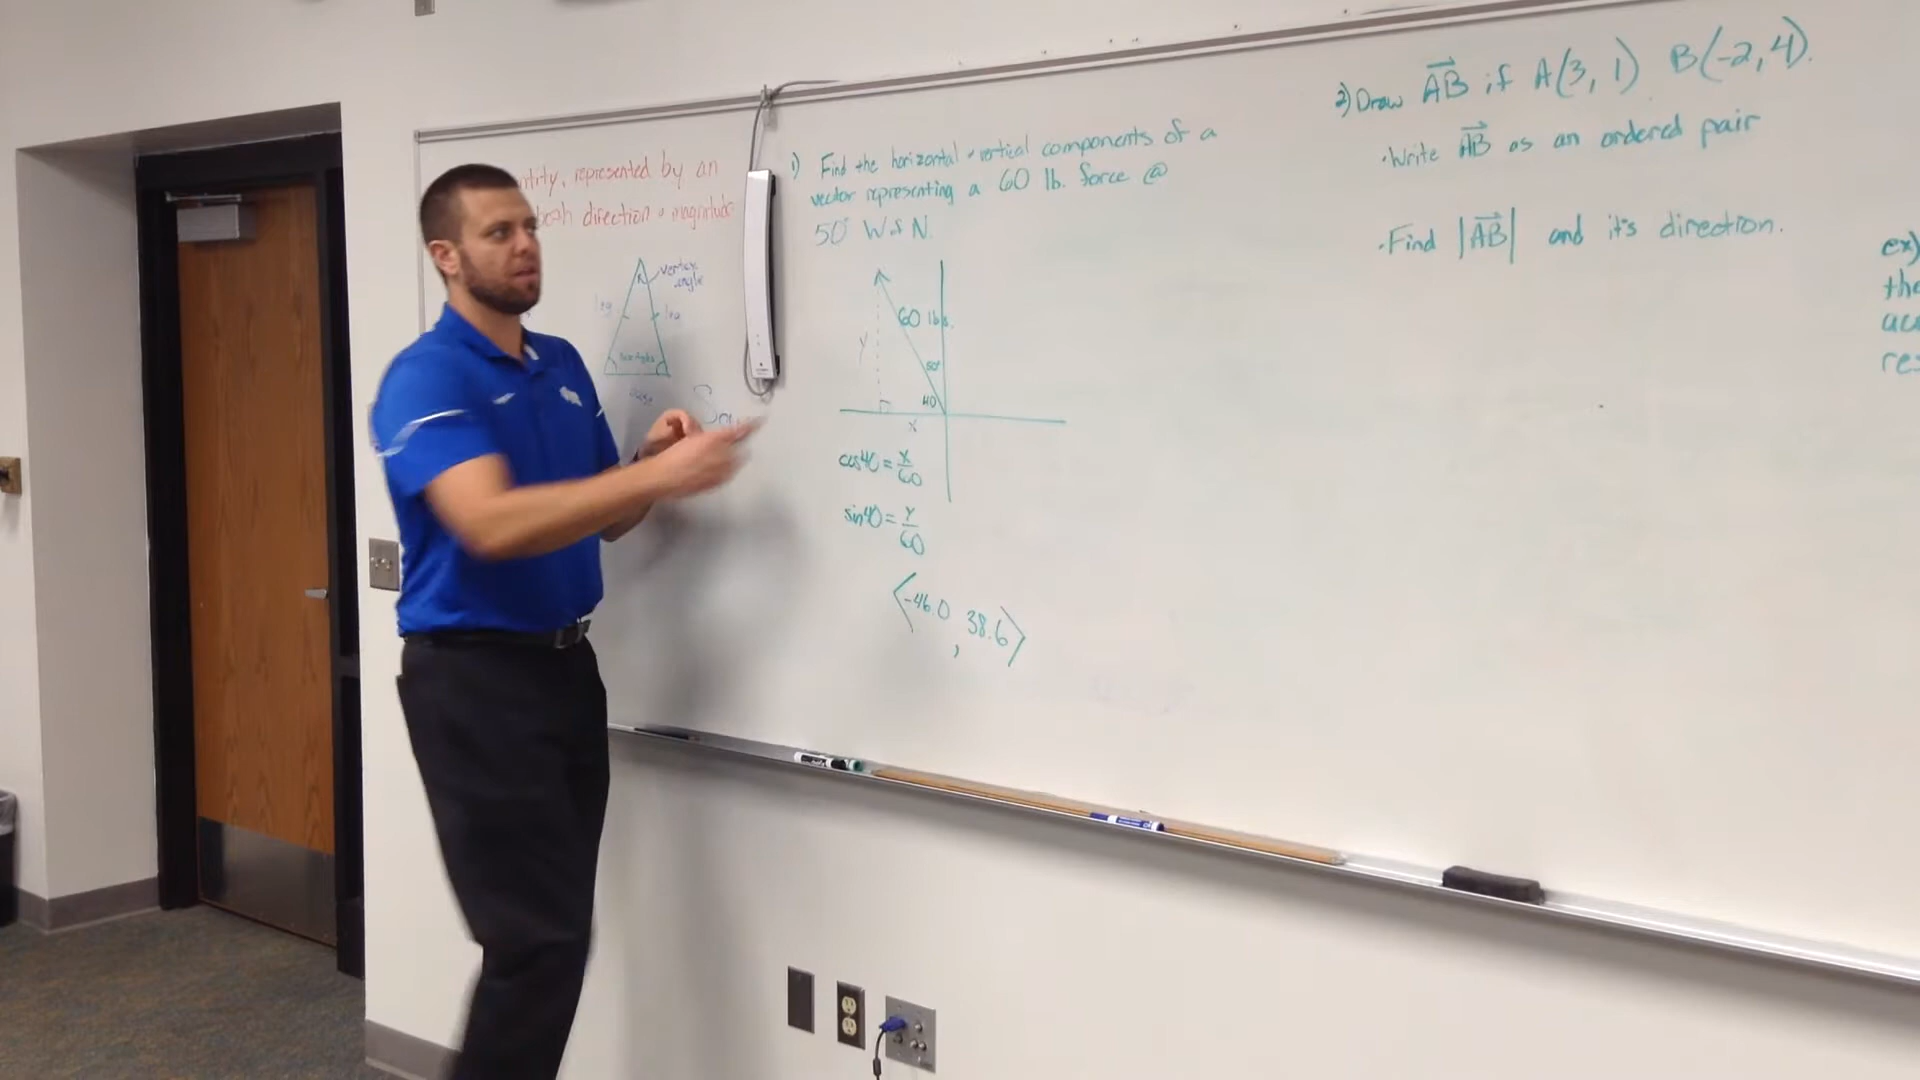 represented by an
both direction & magnitude
vertex
angle
leg
leg
base
1) Find the horizontal & vertical components of a
vector representing a 60 lb. force @
50° W of N.
60 lbs.
y
50°
40
x
cos40 = x/60
sin40 = y/60
⟨-46.0, 38.6⟩
2) Draw AB if A(3, 1) B(-2, 4).
·Write AB as an ordered pair
·Find |AB| and it's direction.
ex)
the